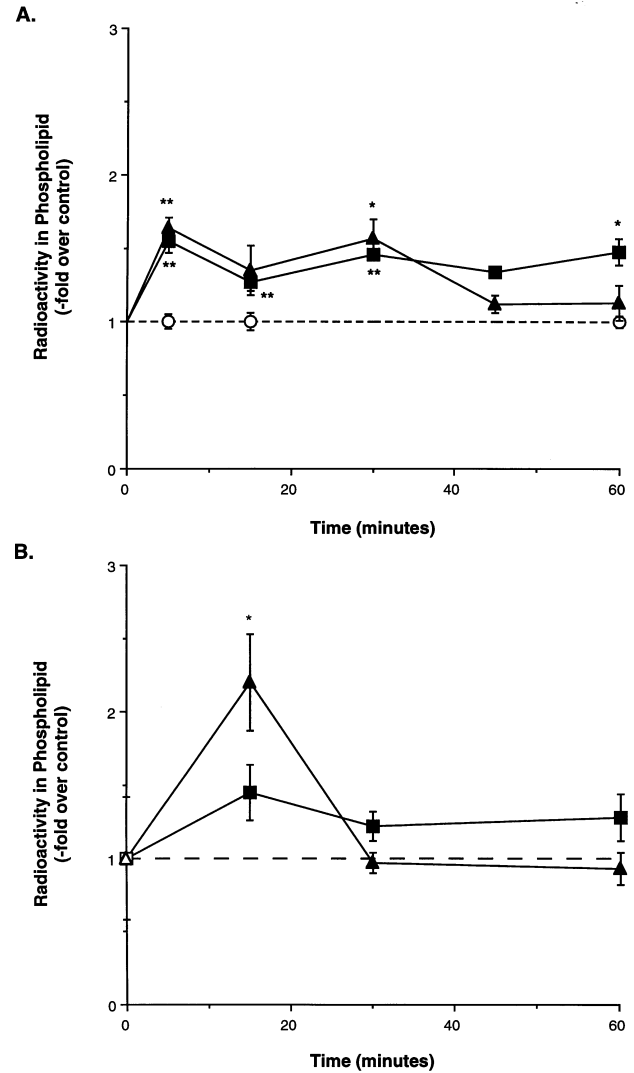 A.
3
2
1
0
Radioactivity in Phospholipid
(-fold over control)
**
**
**
*
**
*
0
20
40
60
Time (minutes)
B.
3
2
1
0
Radioactivity in Phospholipid
(-fold over control)
*
0
20
40
60
Time (minutes)